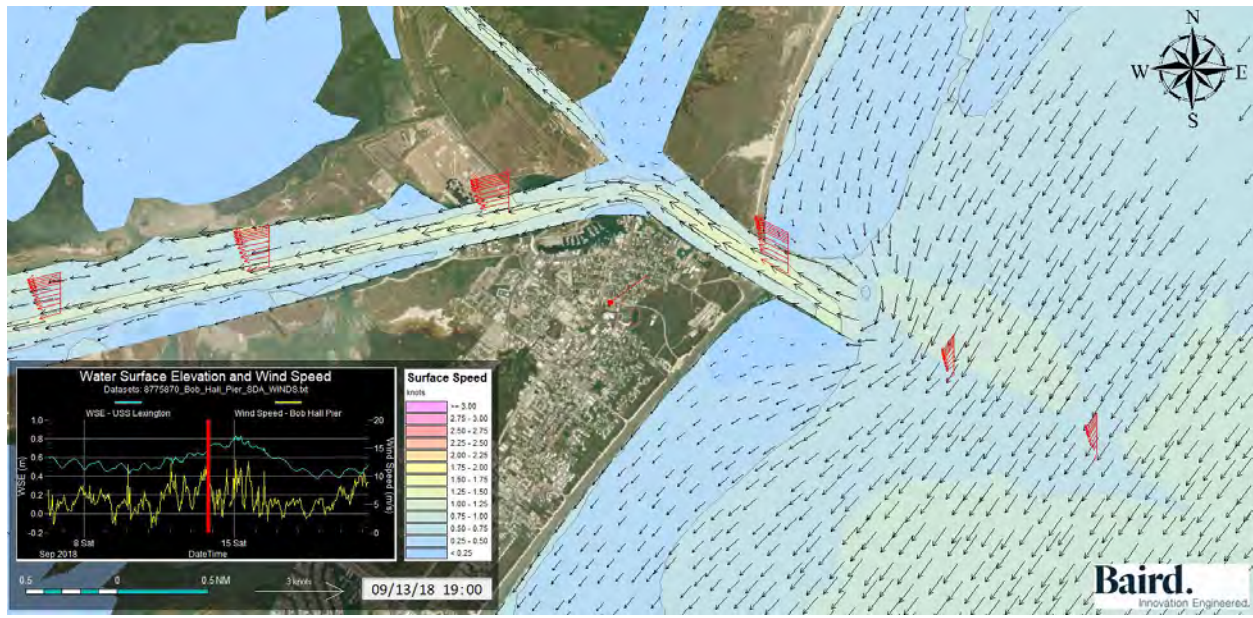 N
W E
S
Water Surface Elevation and Wind Speed
Datasets: 8775870_Bob_Hall_Pier_SDA_WINDS.txt
WSE - USS Lexington Wind Speed - Bob Hall Pier
1.0 20
0.8
0.6 15
0.4 10
0.2
0.0 5
-0.2 0
WSE (m)
Wind Speed (m/s)
8 Sat 15 Sat
Sep 2018 DateTime
Surface Speed
knots
>= 3.00
2.75 - 3.00
2.50 - 2.75
2.25 - 2.50
2.00 - 2.25
1.75 - 2.00
1.50 - 1.75
1.25 - 1.50
1.00 - 1.25
0.75 - 1.00
0.50 - 0.75
0.25 - 0.50
< 0.25
0.5 0 0.5 NM
3 knots
09/13/18 19:00
Baird.
Innovation Engineered.